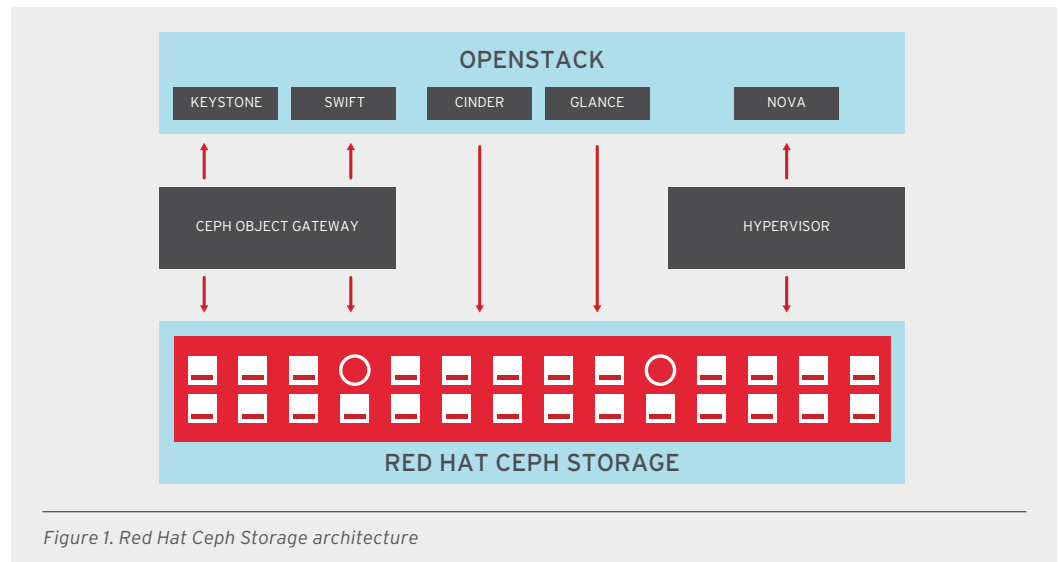 OPENSTACK
KEYSTONE
SWIFT
CINDER
GLANCE
NOVA
CEPH OBJECT GATEWAY
HYPERVISOR
RED HAT CEPH STORAGE
Figure 1. Red Hat Ceph Storage architecture